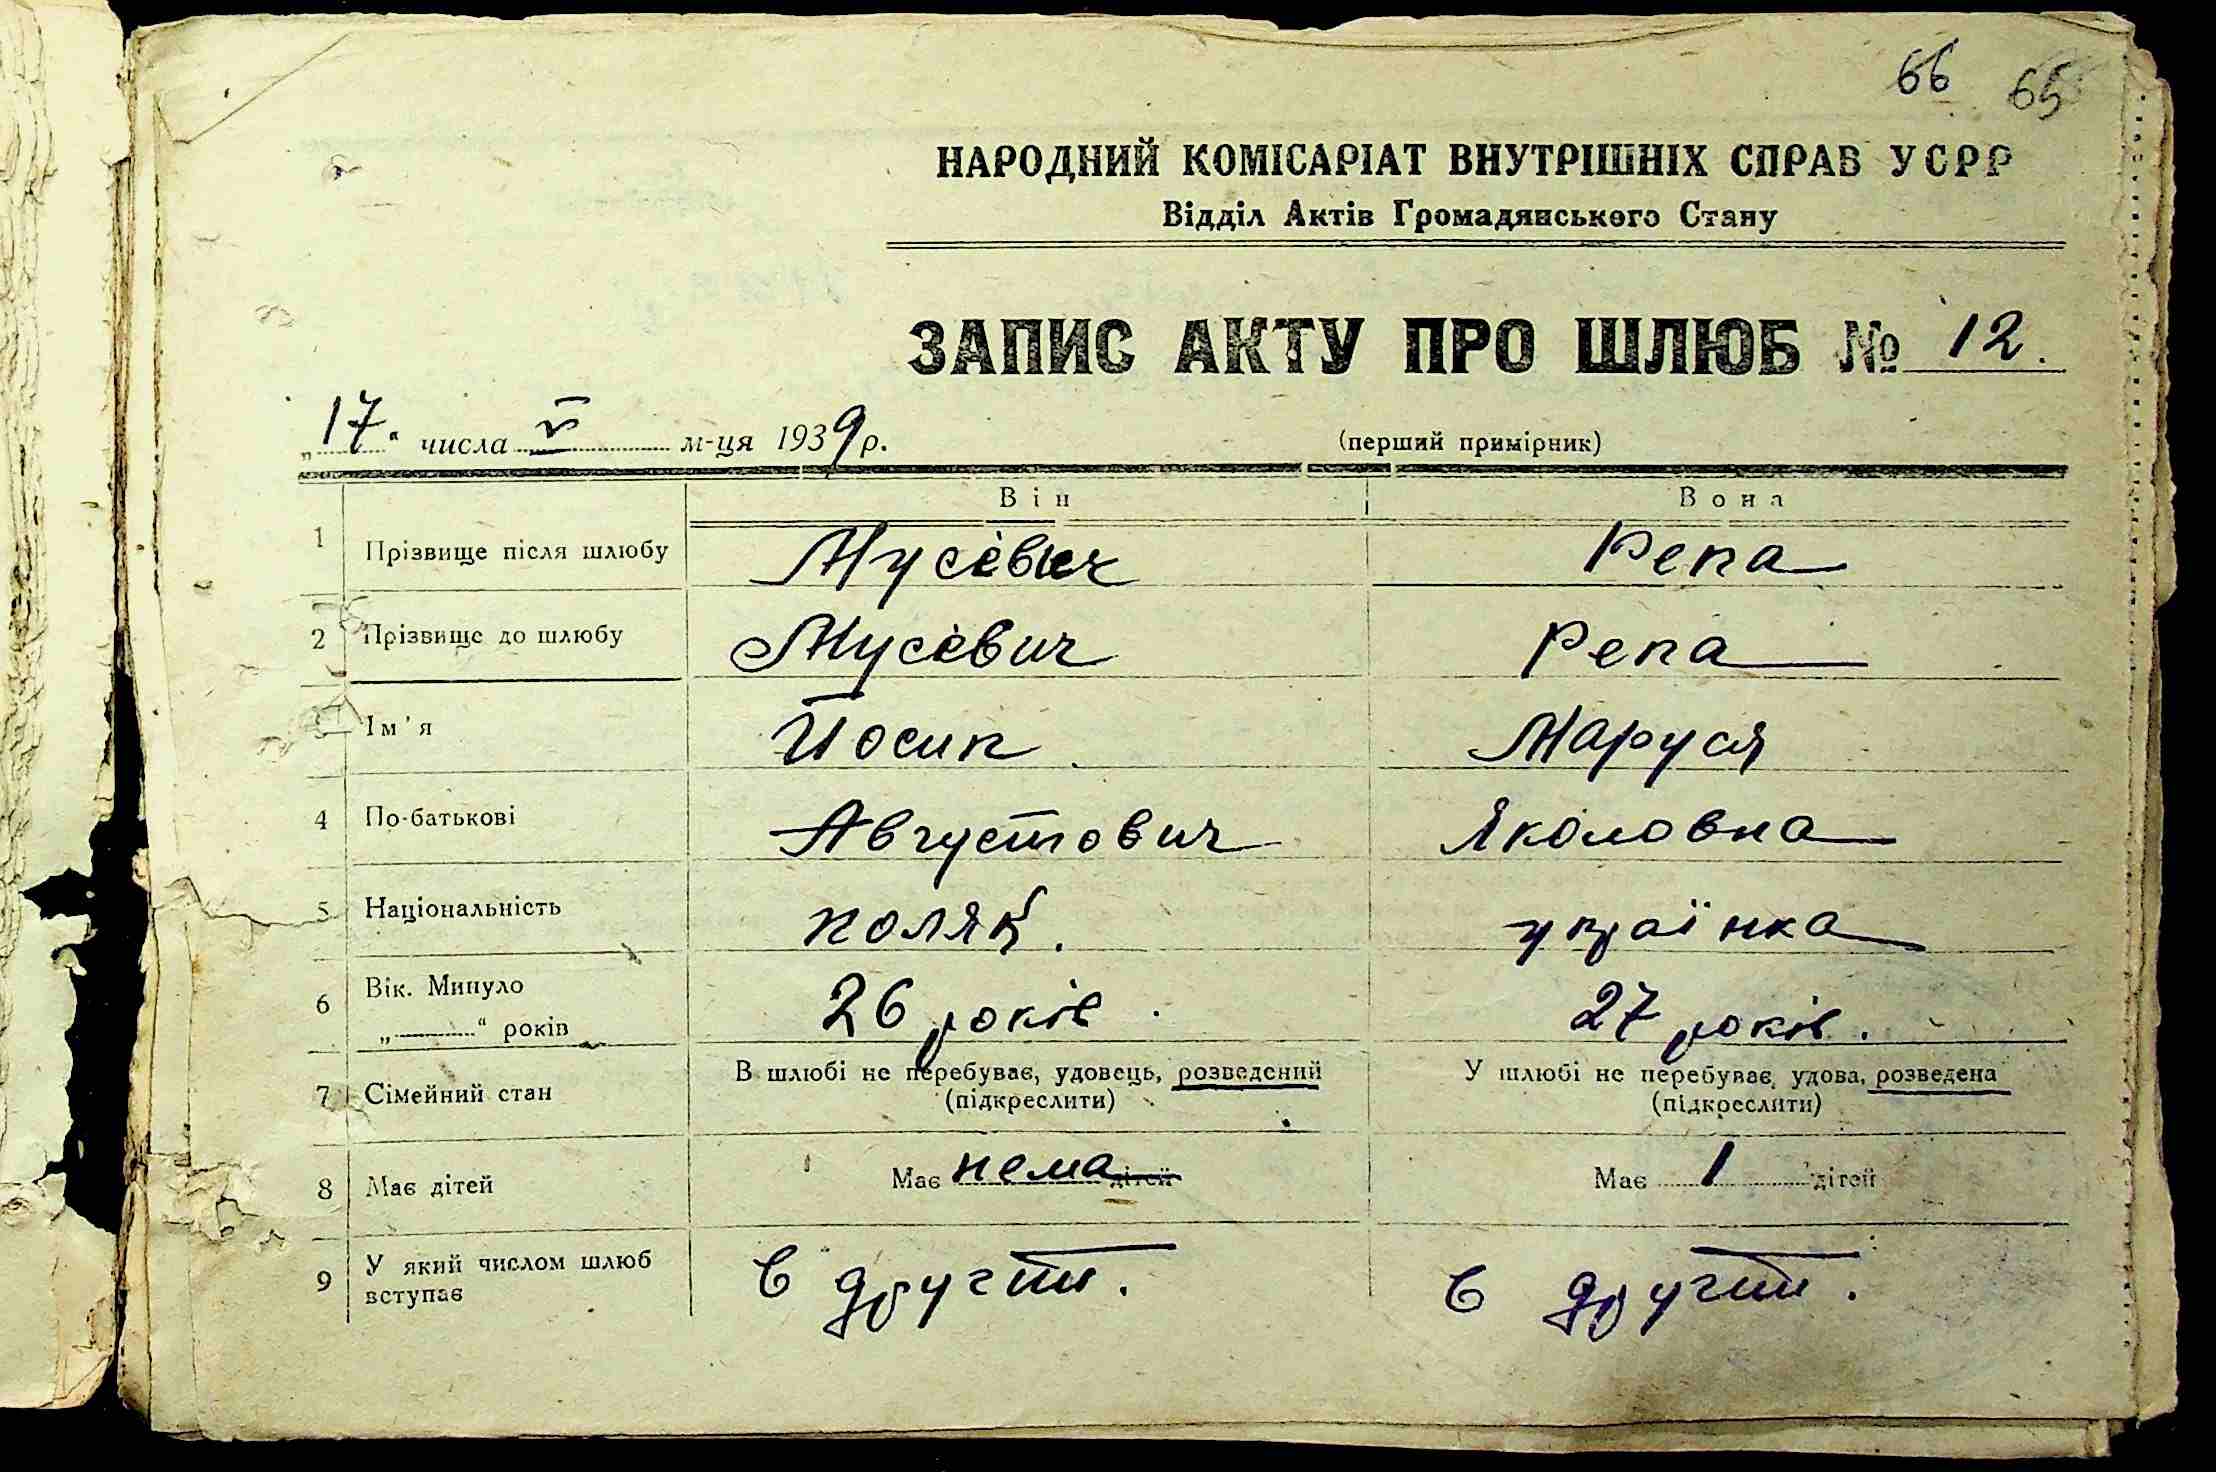 66 65
НАРОДНИЙ КОМІСАРІАТ ВНУТРІШНІХ СПРАВ УСРР
Відділ Актів Громадянського Стану
ЗАПИС АКТУ ПРО ШЛЮБ № 12.
„17“ числа VI м-ця 1939 р. (перший примірник)
Він Вона
1 Прізвище після шлюбу Мусєвич Репа
2 Прізвище до шлюбу Мусєвич Репа
3 Ім'я Йосип Маруся
4 По-батькові Августович Яколовна
5 Національність поляк. українка
6 Вік. Минуло 26 років 27 років.
„ “ років
7 Сімейний стан В шлюбі не перебуває, удовець, розведений У шлюбі не перебуває, удова, розведена
(підкреслити) (підкреслити)
8 Має дітей Має нема дітей Має 1 дітей
9 У який числом шлюб вступає в другий. в другий.